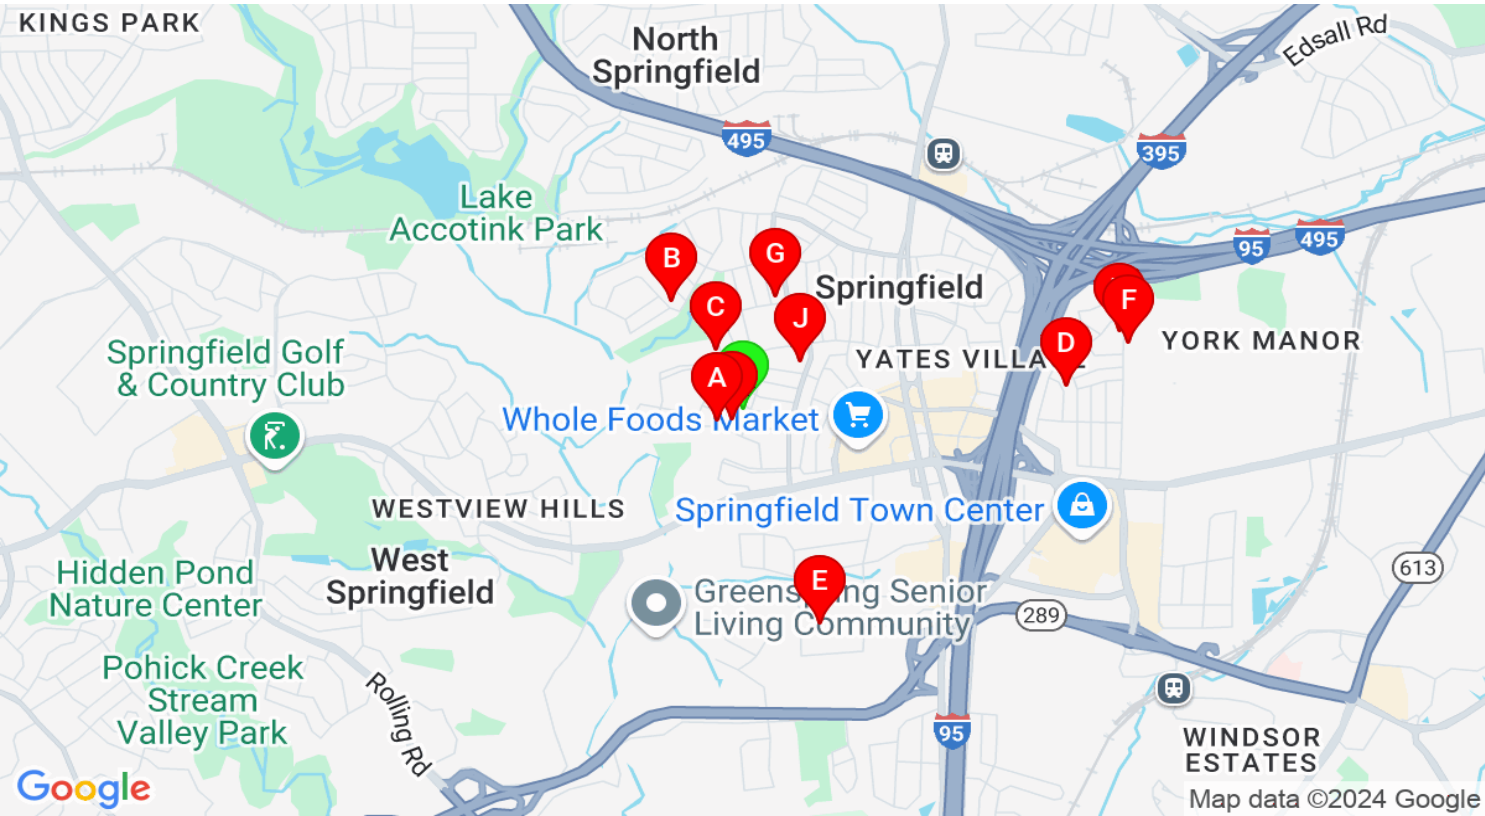 KINGS PARK
North
Springfield
Edsall Rd
495
395
Lake
Accotink Park
95
495
B
G
C
J
Springfield
F
D
YORK MANOR
YATES VILLA
Springfield Golf
& Country Club
A
Whole Foods Market
WESTVIEW HILLS
Springfield Town Center
West
Springfield
Hidden Pond
Nature Center
E
Greenspring Senior
Living Community
289
613
Pohick Creek
Stream
Valley Park
Rolling Rd
95
WINDSOR
ESTATES
Google
Map data ©2024 Google